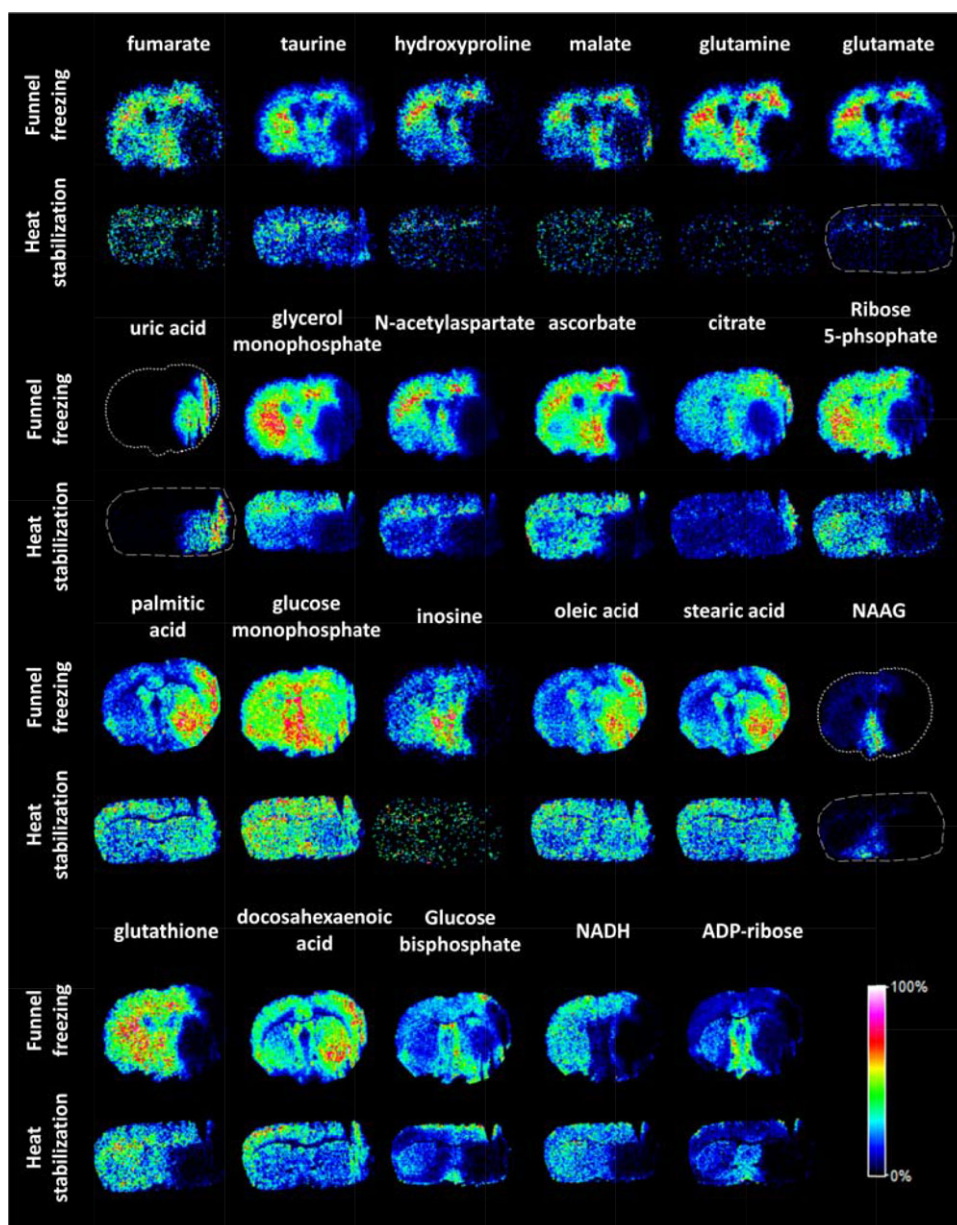 fumarate taurine hydroxyproline malate glutamine glutamate
Funnel
freezing
Heat
stabilization
uric acid glycerol
monophosphate N-acetylaspartate ascorbate citrate Ribose
5-phsophate
Funnel
freezing
Heat
stabilization
palmitic
acid glucose
monophosphate inosine oleic acid stearic acid NAAG
Funnel
freezing
Heat
stabilization
glutathione docosahexaenoic
acid Glucose
bisphosphate NADH ADP-ribose
Funnel
freezing
100%
Heat
stabilization
0%